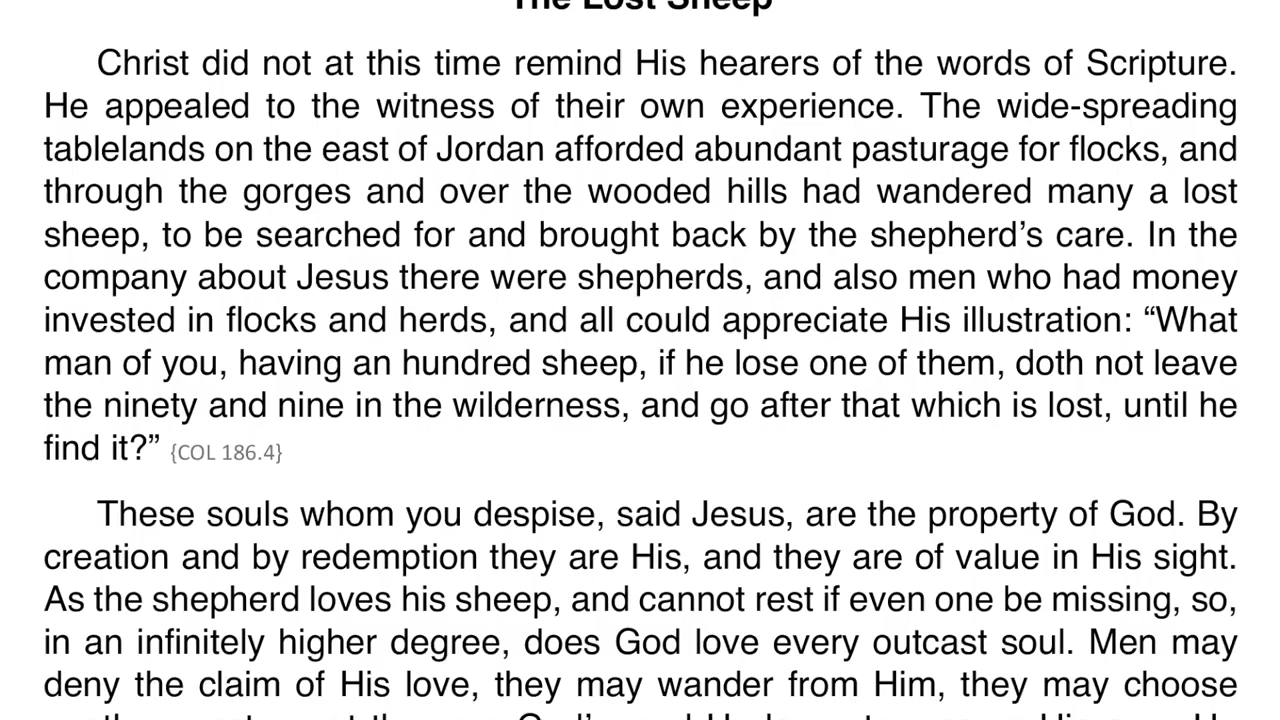 The Lost Sheep
Christ did not at this time remind His hearers of the words of Scripture.
He appealed to the witness of their own experience. The wide-spreading
tablelands on the east of Jordan afforded abundant pasturage for flocks, and
through the gorges and over the wooded hills had wandered many a lost
sheep, to be searched for and brought back by the shepherd’s care. In the
company about Jesus there were shepherds, and also men who had money
invested in flocks and herds, and all could appreciate His illustration: “What
man of you, having an hundred sheep, if he lose one of them, doth not leave
the ninety and nine in the wilderness, and go after that which is lost, until he
find it?” {COL 186.4}
These souls whom you despise, said Jesus, are the property of God. By
creation and by redemption they are His, and they are of value in His sight.
As the shepherd loves his sheep, and cannot rest if even one be missing, so,
in an infinitely higher degree, does God love every outcast soul. Men may
deny the claim of His love, they may wander from Him, they may choose